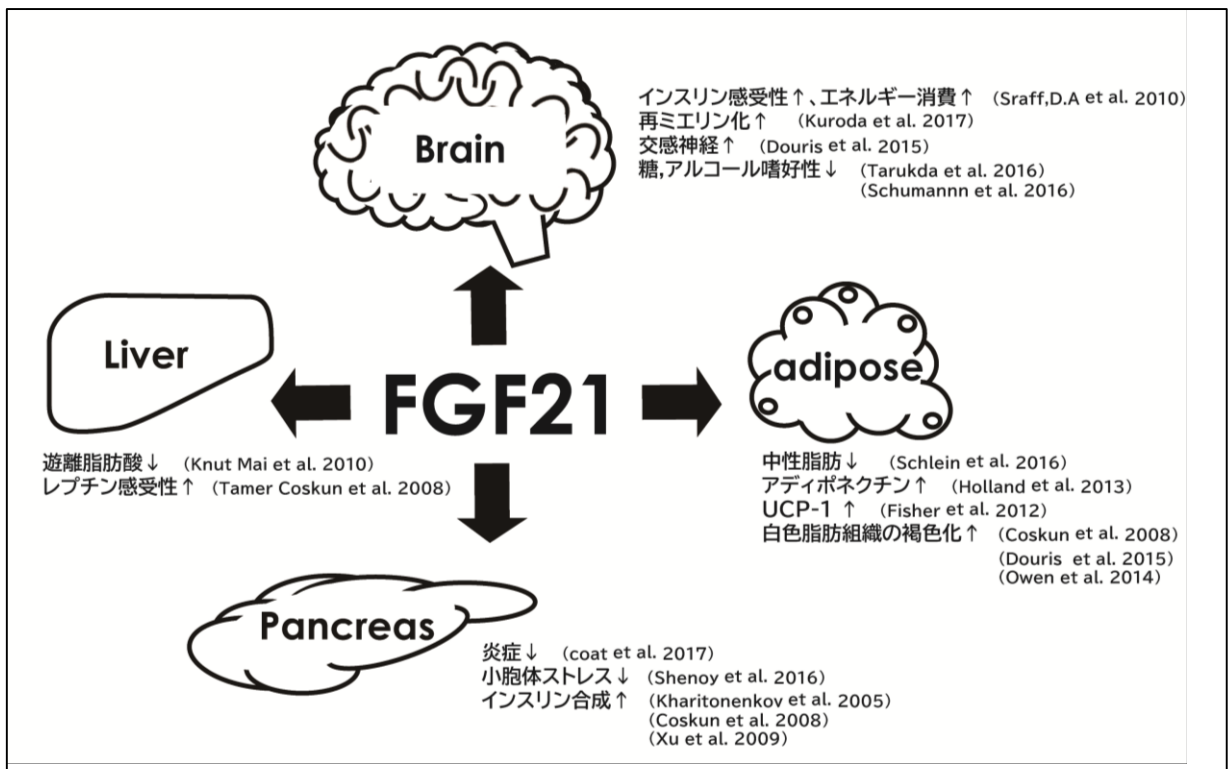 Brain
インスリン感受性↑、エネルギー消費↑ (Sraff,D.A et al. 2010)
再ミエリン化↑ (Kuroda et al. 2017)
交感神経↑ (Douris et al. 2015)
糖,アルコール嗜好性↓ (Tarukda et al. 2016)
(Schumannn et al. 2016)
Liver
FGF21
adipose
遊離脂肪酸↓ (Knut Mai et al. 2010)
レプチン感受性↑ (Tamer Coskun et al. 2008)
中性脂肪↓ (Schlein et al. 2016)
アディポネクチン↑ (Holland et al. 2013)
UCP-1 ↑ (Fisher et al. 2012)
白色脂肪組織の褐色化↑ (Coskun et al. 2008)
(Douris et al. 2015)
(Owen et al. 2014)
Pancreas
炎症↓ (coat et al. 2017)
小胞体ストレス↓ (Shenoy et al. 2016)
インスリン合成↑ (Kharitonenkov et al. 2005)
(Coskun et al. 2008)
(Xu et al. 2009)